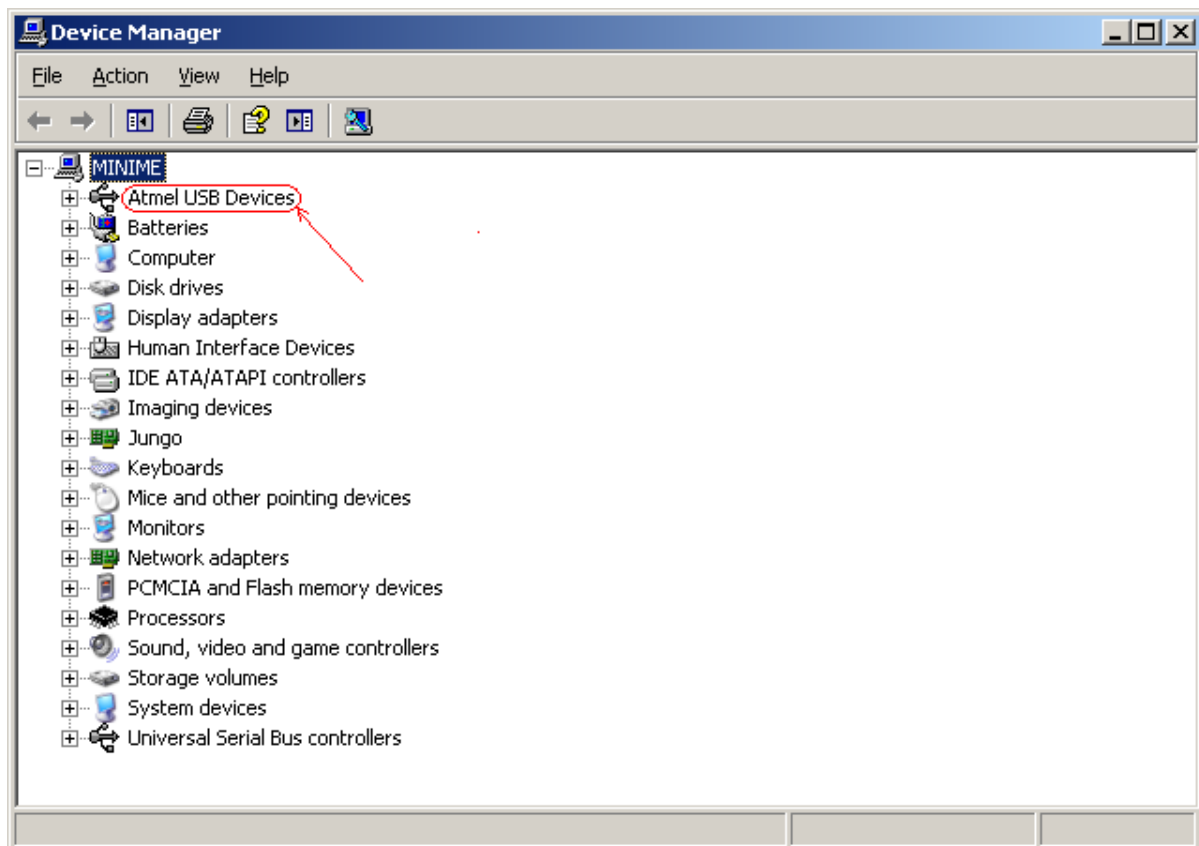 Device Manager
File Action View Help
MINIME
Atmel USB Devices
Batteries
Computer
Disk drives
Display adapters
Human Interface Devices
IDE ATA/ATAPI controllers
Imaging devices
Jungo
Keyboards
Mice and other pointing devices
Monitors
Network adapters
PCMCIA and Flash memory devices
Processors
Sound, video and game controllers
Storage volumes
System devices
Universal Serial Bus controllers